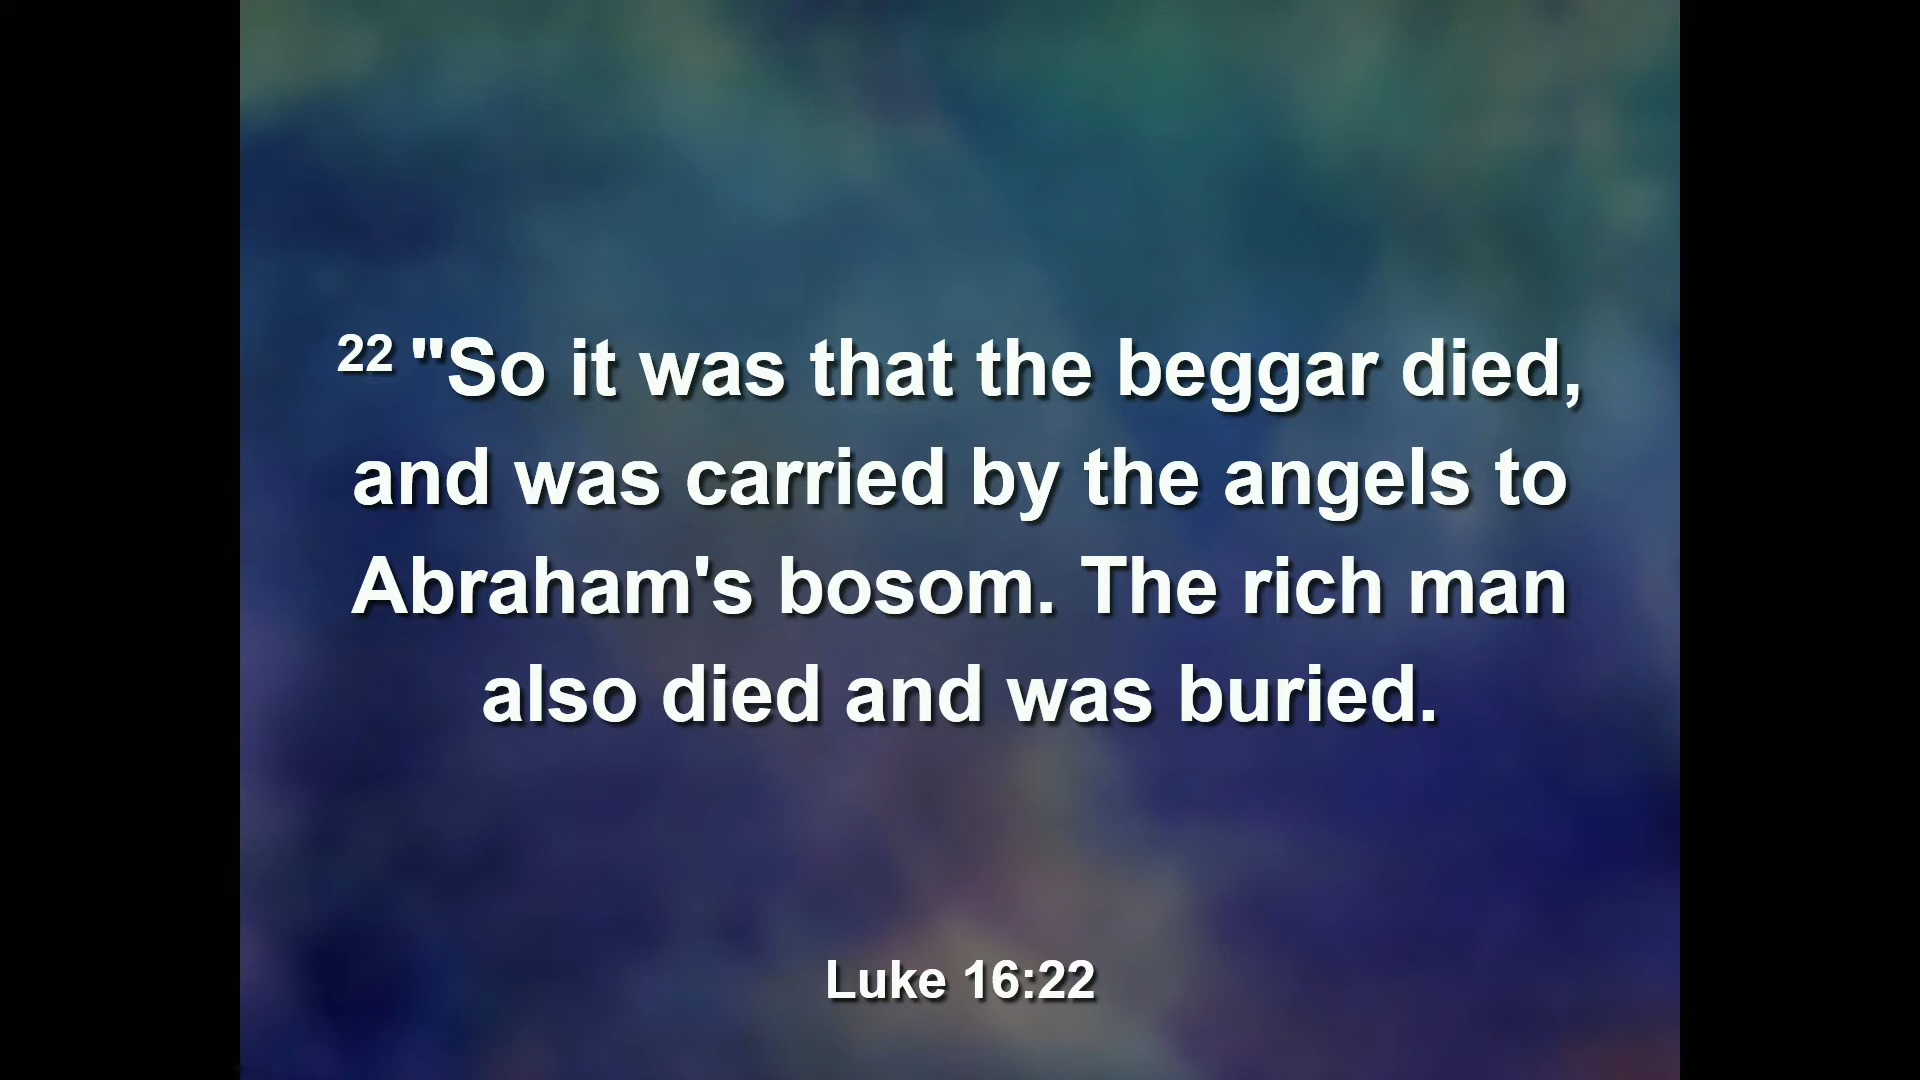 22 "So it was that the beggar died,
and was carried by the angels to
Abraham's bosom. The rich man
also died and was buried.
Luke 16:22